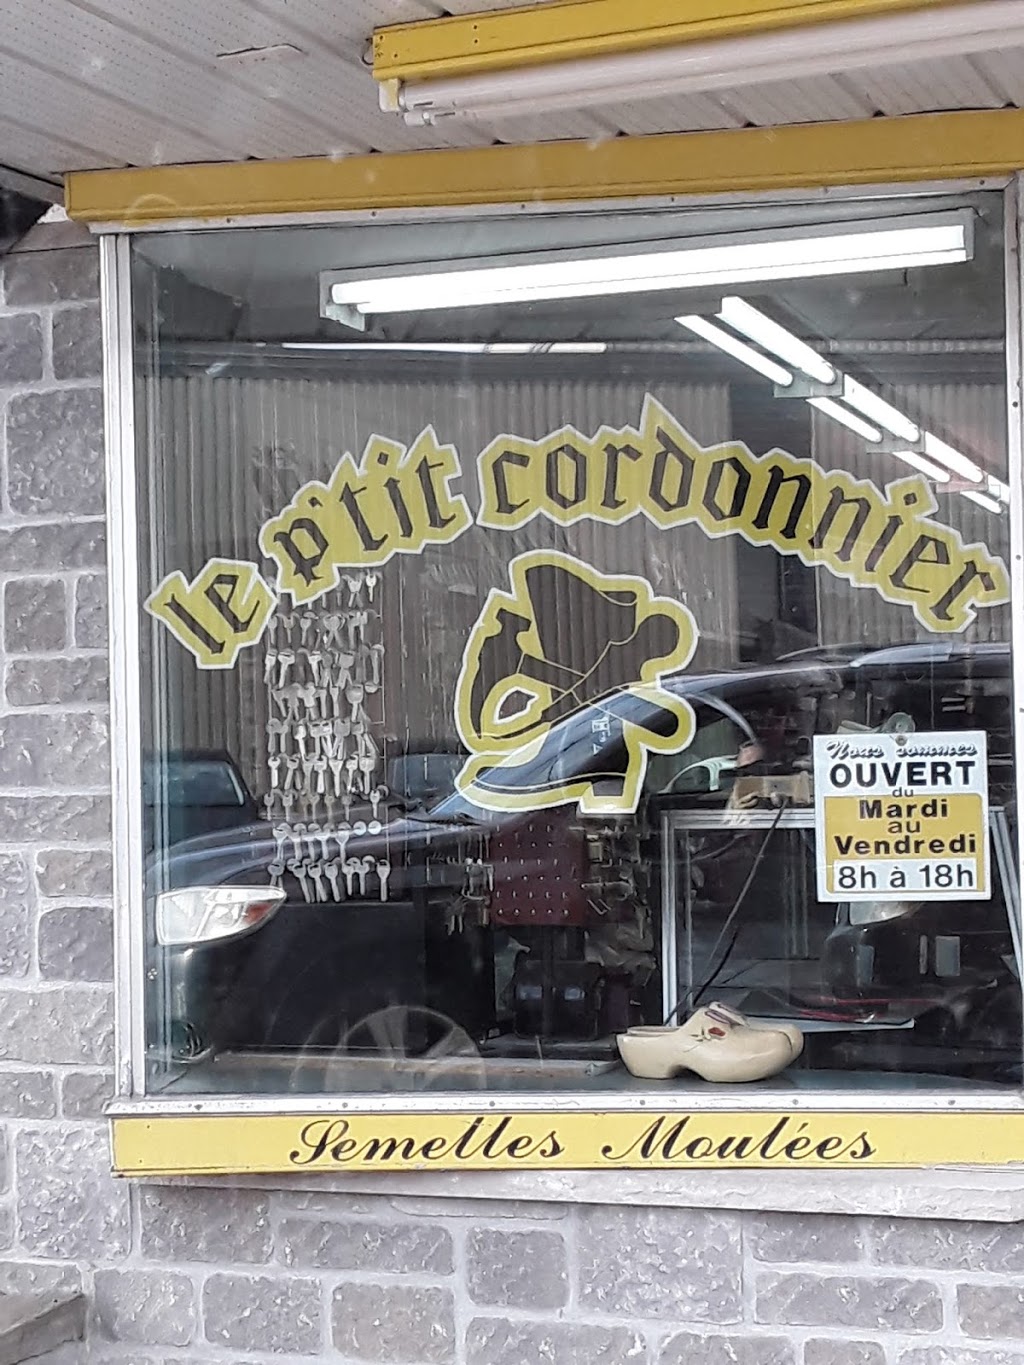 le p'tit cordonnier
Nous sommes
OUVERT
du
Mardi
au
Vendredi
8h à 18h
Semelles Moulées